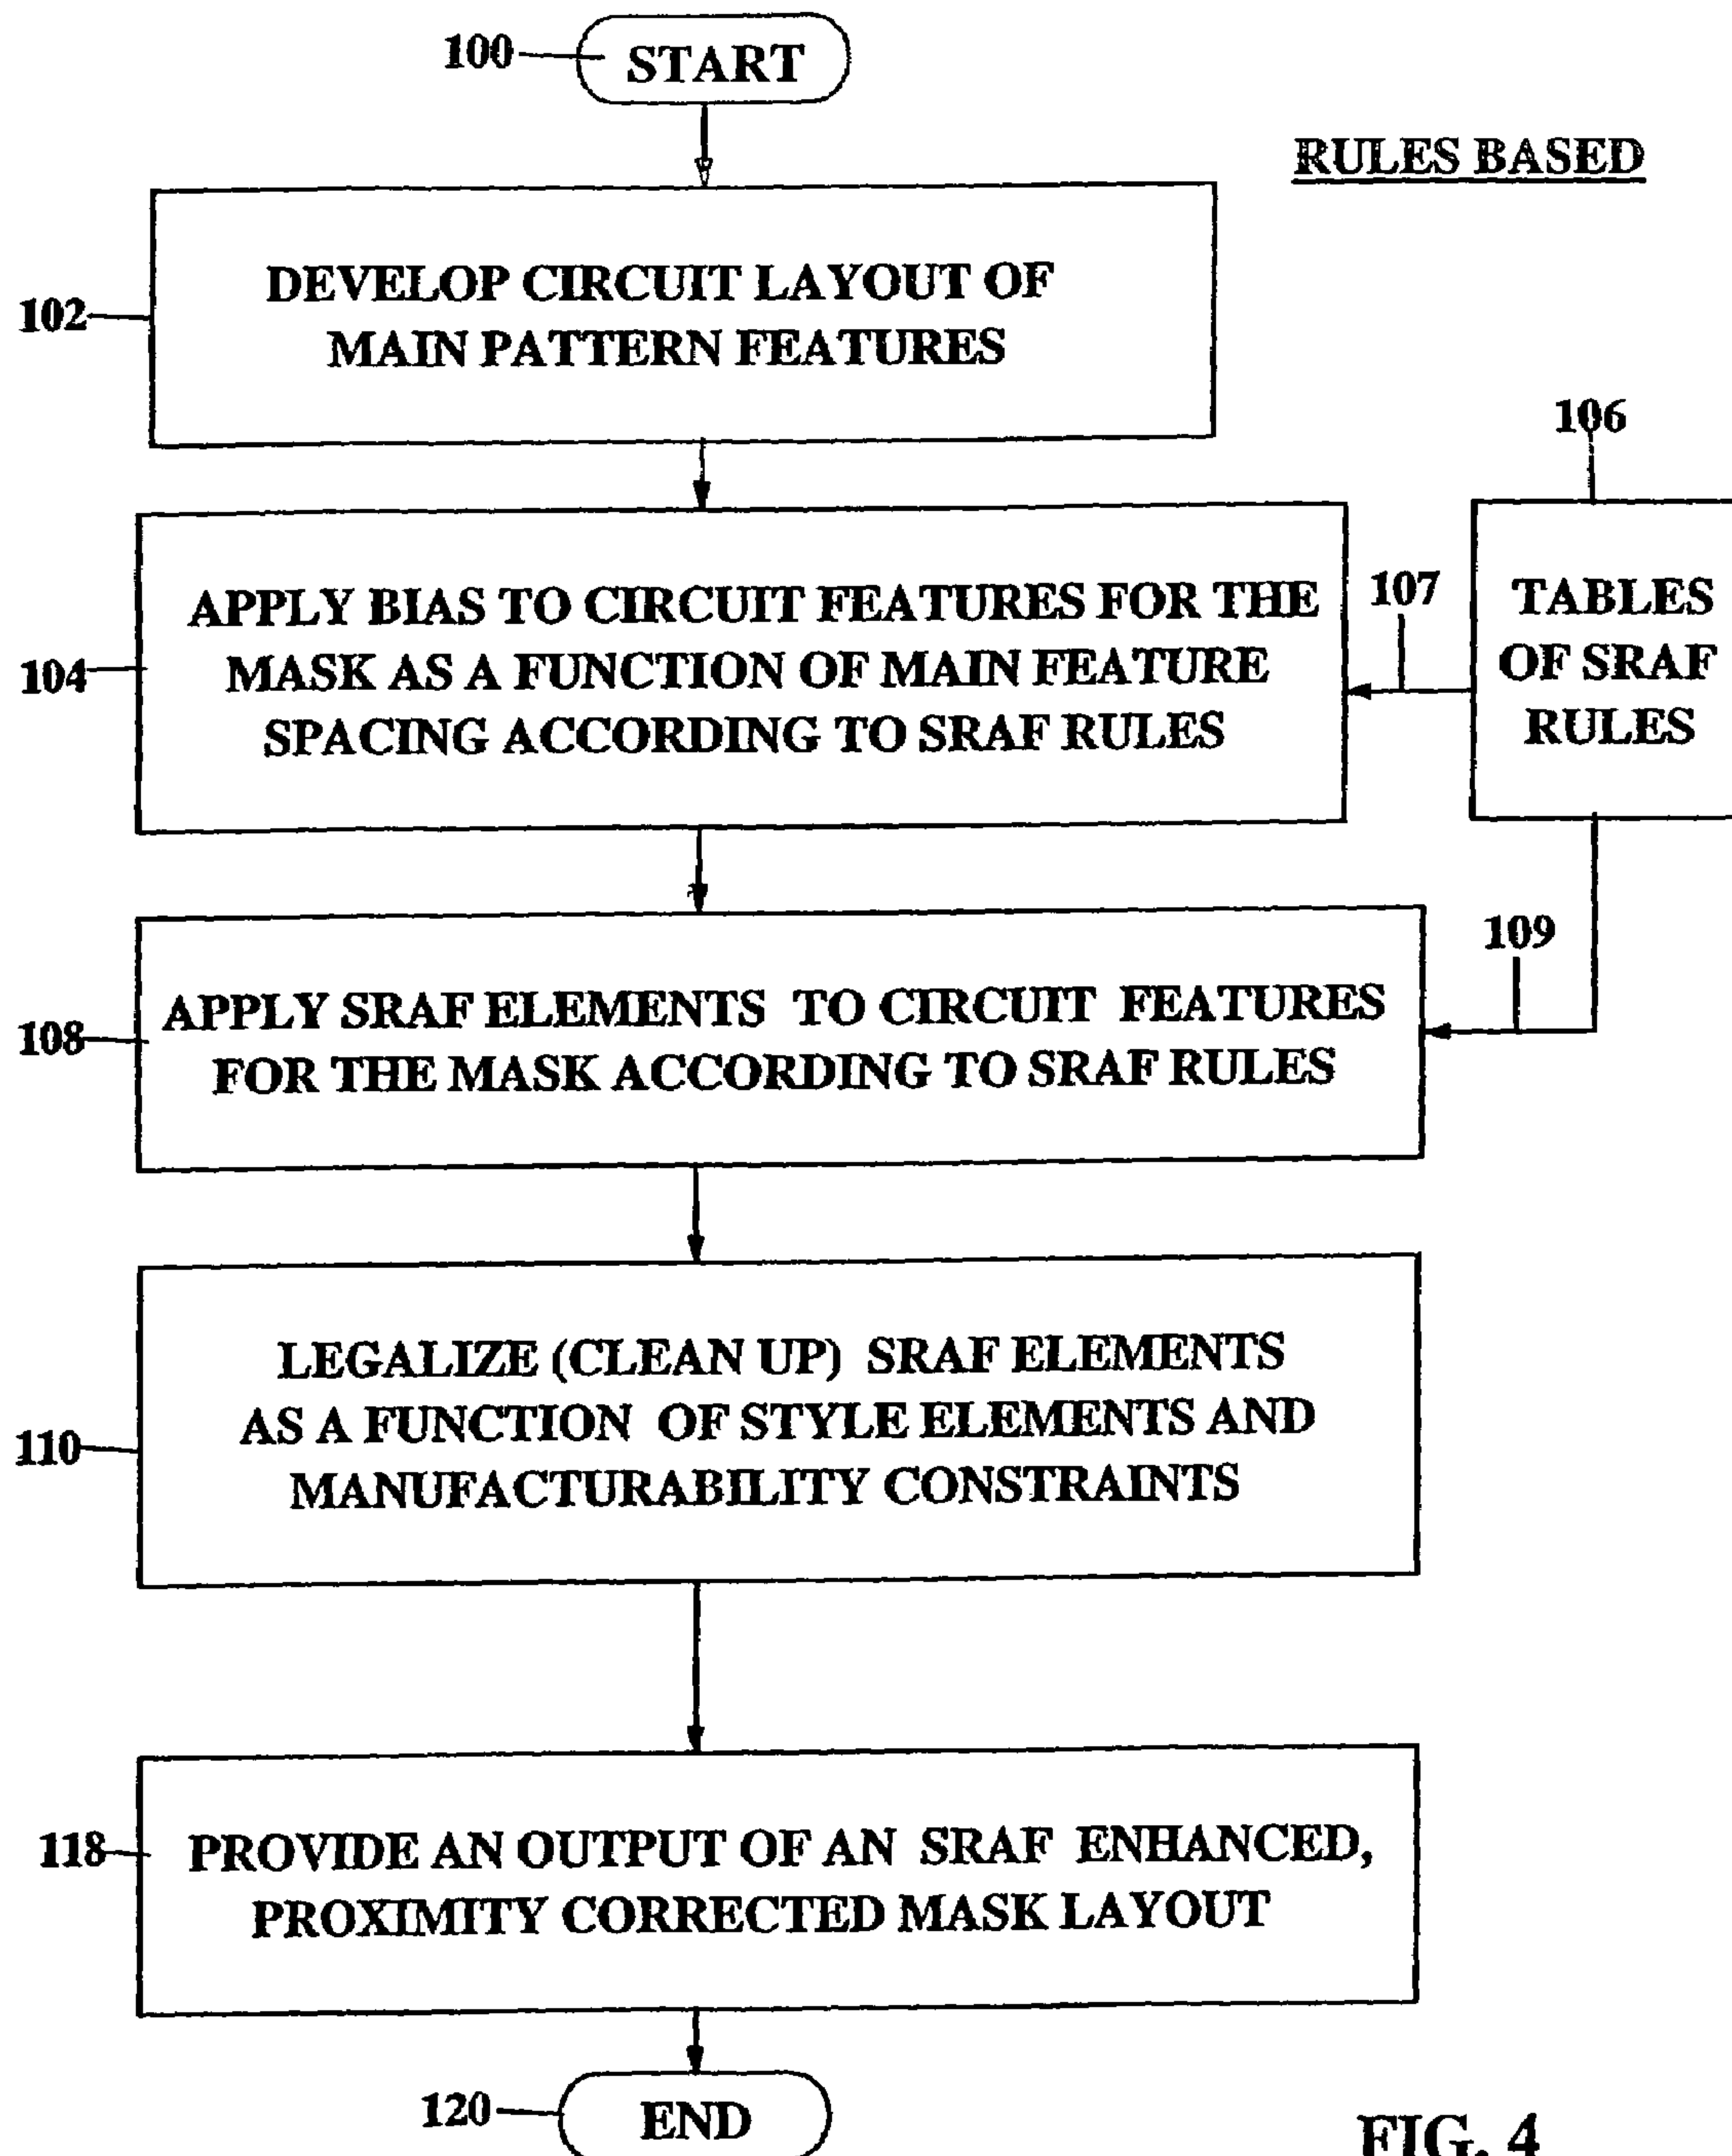 100
START
RULES BASED
102
DEVELOP CIRCUIT LAYOUT OF
MAIN PATTERN FEATURES
106
104
APPLY BIAS TO CIRCUIT FEATURES FOR THE
MASK AS A FUNCTION OF MAIN FEATURE
SPACING ACCORDING TO SRAF RULES
107
TABLES
OF SRAF
RULES
109
108
APPLY SRAF ELEMENTS TO CIRCUIT FEATURES
FOR THE MASK ACCORDING TO SRAF RULES
110
LEGALIZE (CLEAN UP) SRAF ELEMENTS
AS A FUNCTION OF STYLE ELEMENTS AND
MANUFACTURABILITY CONSTRAINTS
118
PROVIDE AN OUTPUT OF AN SRAF ENHANCED,
PROXIMITY CORRECTED MASK LAYOUT
120
END
FIG. 4